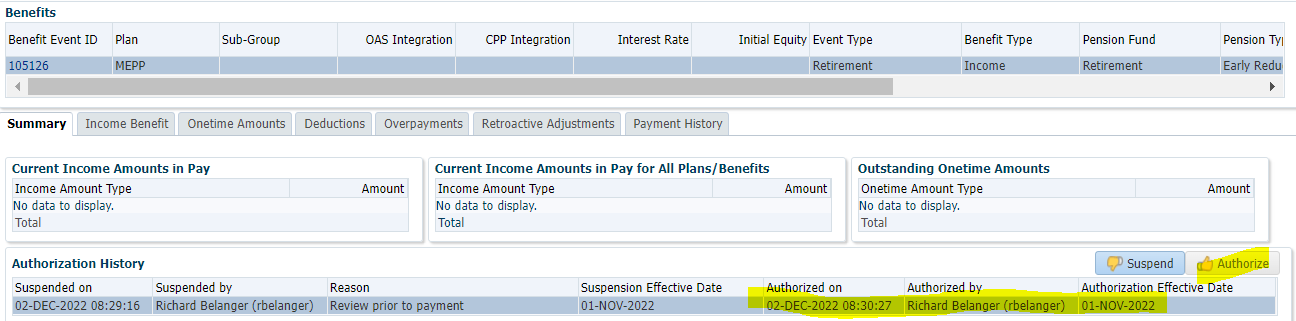 Benefits
Benefit Event ID Plan Sub-Group OAS Integration CPP Integration Interest Rate Initial Equity Event Type Benefit Type Pension Fund Pension Typ
105126 MEPP Retirement Income Retirement Early Redu
Summary Income Benefit Onetime Amounts Deductions Overpayments Retroactive Adjustments Payment History
Current Income Amounts in Pay Current Income Amounts in Pay for All Plans/Benefits Outstanding Onetime Amounts
Income Amount Type Amount Income Amount Type Amount Onetime Amount Type Amount
No data to display. No data to display. No data to display.
Total Total Total
Authorization History Suspend Authorize
Suspended on Suspended by Reason Suspension Effective Date Authorized on Authorized by Authorization Effective Date
02-DEC-2022 08:29:16 Richard Belanger (rbelanger) Review prior to payment 01-NOV-2022 02-DEC-2022 08:30:27 Richard Belanger (rbelanger) 01-NOV-2022